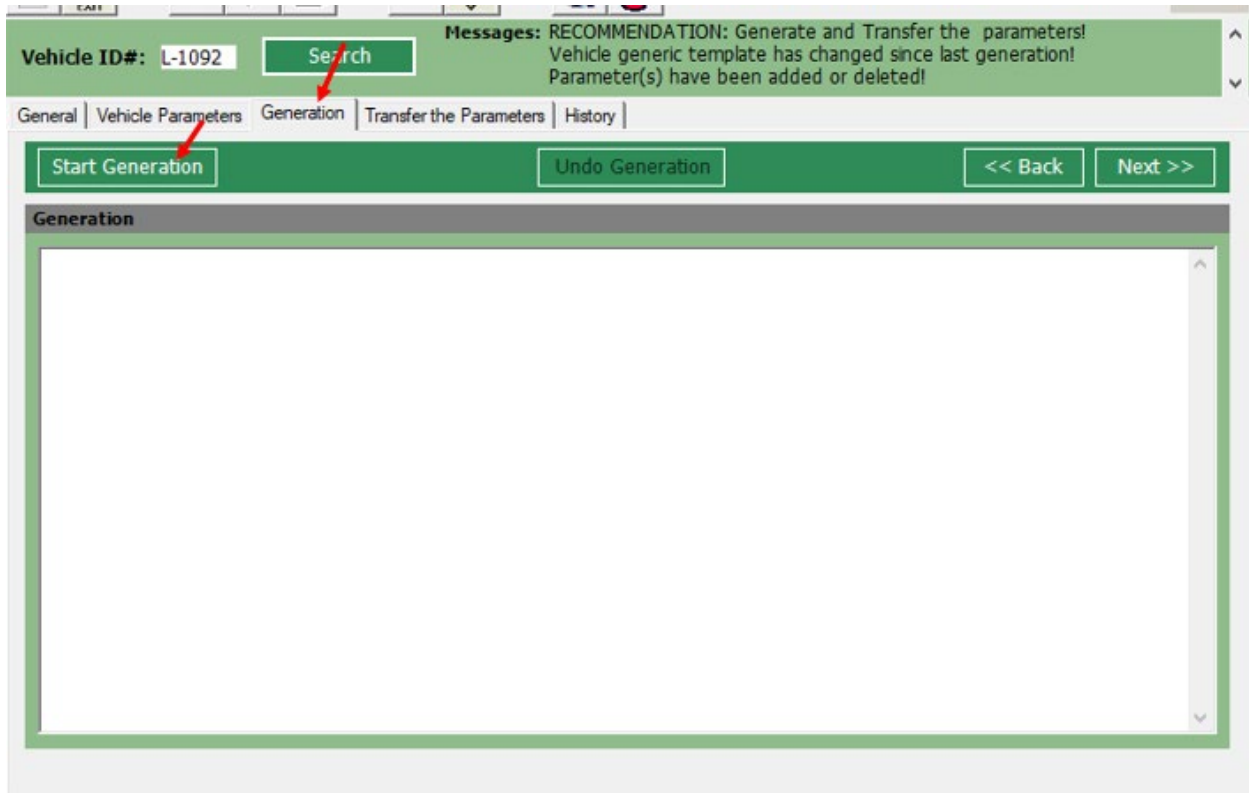 EXIT
Messages: RECOMMENDATION: Generate and Transfer the  parameters!
Vehicle ID#: L-1092 Search Vehicle generic template has changed since last generation!
Parameter(s) have been added or deleted!
General Vehicle Parameters Generation Transfer the Parameters History
Start Generation Undo Generation << Back Next >>
Generation